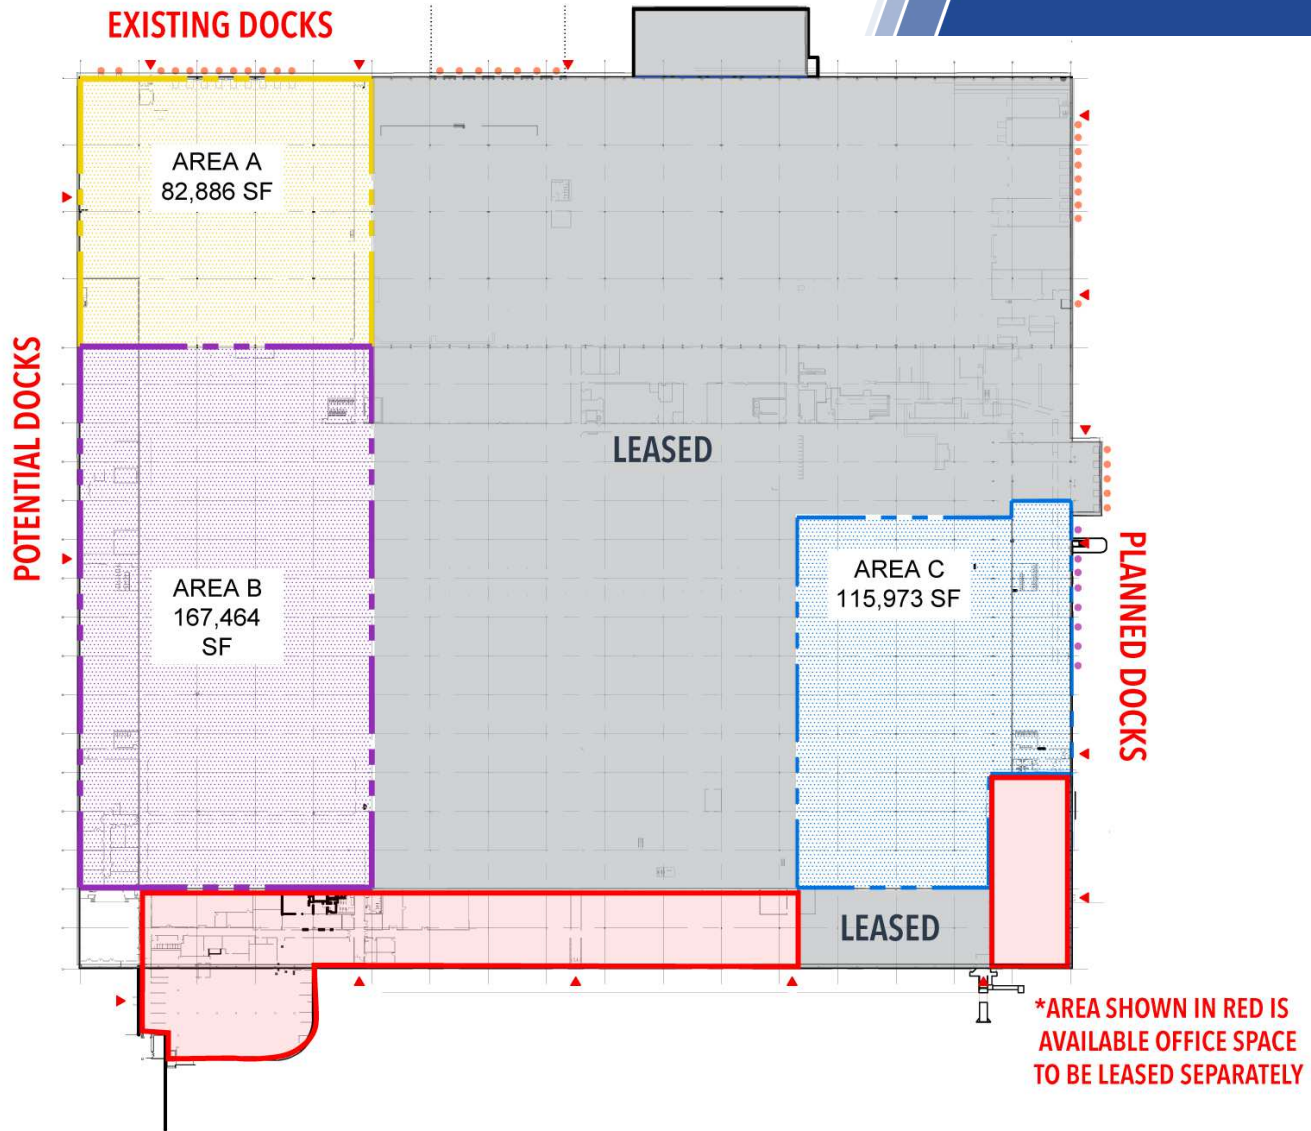 EXISTING DOCKS
AREA A
82,886 SF
POTENTIAL DOCKS
LEASED
AREA B
167,464
SF
AREA C
115,973 SF
PLANNED DOCKS
LEASED
*AREA SHOWN IN RED IS
AVAILABLE OFFICE SPACE
TO BE LEASED SEPARATELY